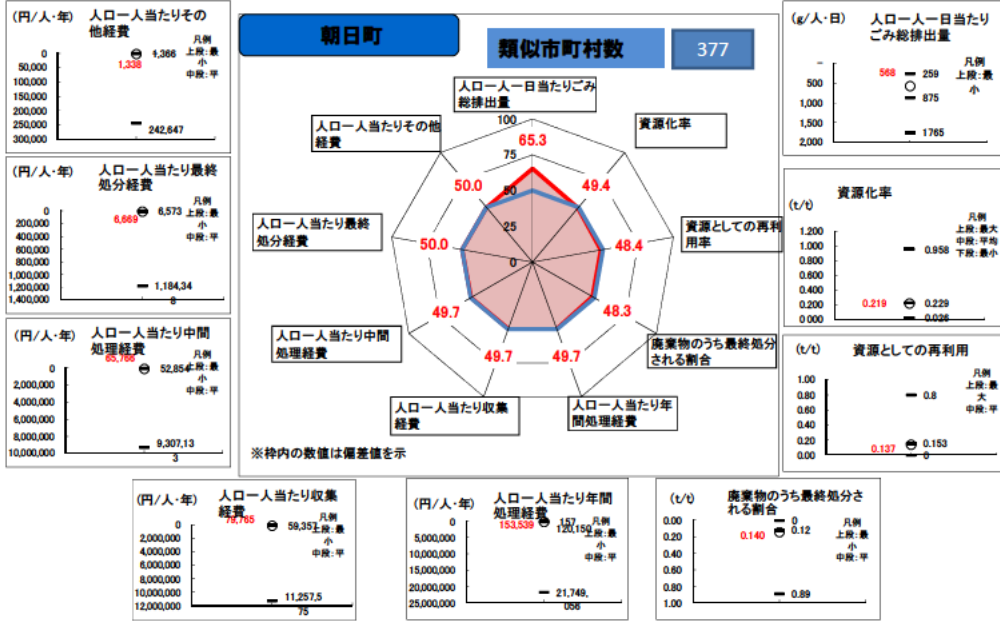 朝日町
類似市町村数
377
人口一人一日当たりごみ
総排出量
資源化率
資源としての再利
用率
廃棄物のうち最終処分
される割合
人口一人当たり年
間処理経費
人口一人当たり収集
経費
人口一人当たり中間
処理経費
人口一人当たり最終
処分経費
人口一人当たりその他
経費
100
75
50
25
0
65.3
49.4
48.4
48.3
49.7
49.7
49.7
50.0
50.0
※枠内の数値は偏差値を示
(円/人・年)
人口一人当たりその
他経費
凡例
上段:最
小
中段:平
0
50,000
100,000
150,000
200,000
250,000
300,000
4,366
1,338
242,647
(円/人・年)
人口一人当たり最終
処分経費
凡例
上段:最
小
中段:平
0
200,000
400,000
600,000
800,000
1,000,000
1,200,000
1,400,000
6,573
6,669
1,184,34
8
(円/人・年)
人口一人当たり中間
処理経費
凡例
上段:最
小
中段:平
0
2,000,000
4,000,000
6,000,000
8,000,000
10,000,000
65,766
52,854
9,307,13
3
(円/人・年)
人口一人当たり収集
経費
凡例
上段:最
小
中段:平
0
2,000,000
4,000,000
6,000,000
8,000,000
10,000,000
12,000,000
79,765
59,357
11,257,5
75
(円/人・年)
人口一人当たり年間
処理経費
凡例
上段:最
小
中段:平
0
5,000,000
10,000,000
15,000,000
20,000,000
25,000,000
153,539
157
120,150
21,749,
056
(t/t)
廃棄物のうち最終処分さ
れる割合
凡例
上段:最
小
中段:平
0.00
0.20
0.40
0.60
0.80
1.00
0
0.12
0.140
0.89
(g/人・日)
人口一人一日当たり
ごみ総排出量
凡例
上段:最
小
–
500
1,000
1,500
2,000
568
259
875
1765
資源化率
(t/t)
凡例
上段:最大
中段:平均
下段:最小
1.200
1.000
0.800
0.600
0.400
0.200
0.000
0.958
0.219
0.229
0.026
(t/t)
資源としての再利用
凡例
上段:最
大
中段:平
1.00
0.80
0.60
0.40
0.20
0.00
0.8
0.153
0.137
0